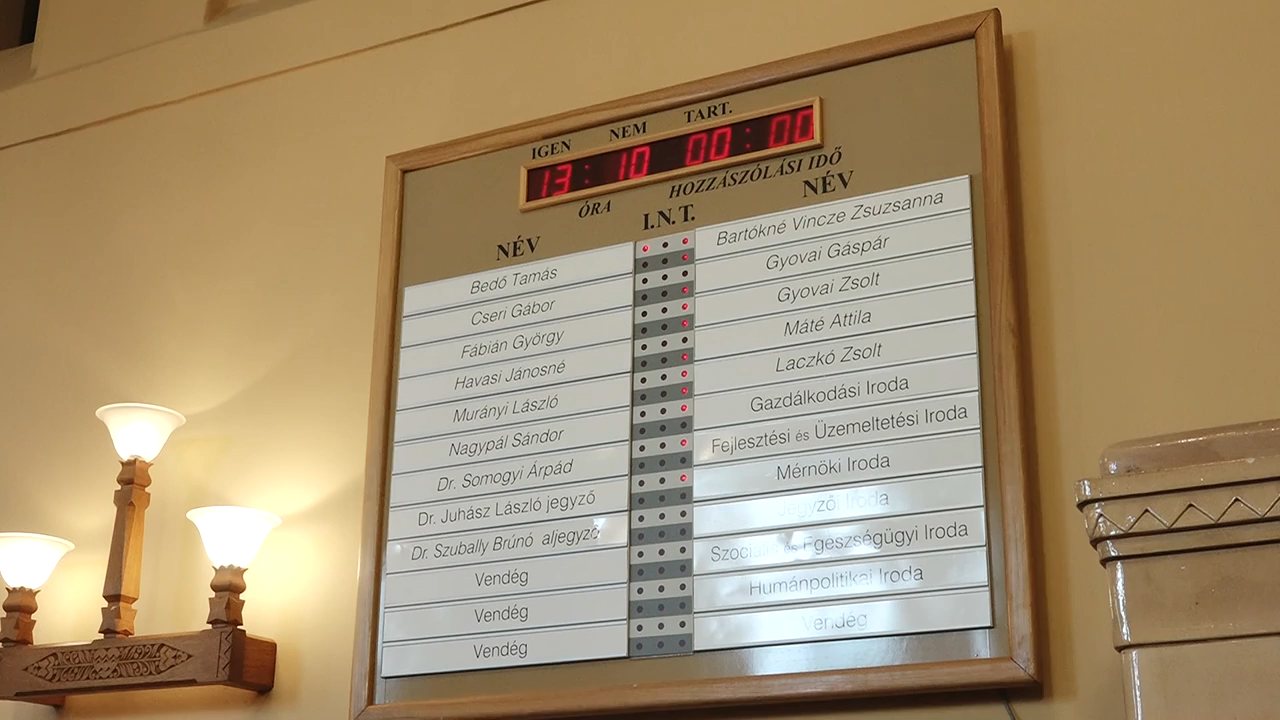 IGEN NEM TART.
13:10 00:00
ÓRA HOZZÁSZÓLÁSI IDŐ
NÉV I.N.T. NÉV
Bedő Tamás
Cseri Gábor
Fábián György
Havasi Jánosné
Murányi László
Nagypál Sándor
Dr. Somogyi Árpád
Dr. Juhász László jegyző
Dr. Szubally Brúnó aljegyző
Vendég
Vendég
Vendég
Bartókné Vincze Zsuzsanna
Gyovai Gáspár
Gyovai Zsolt
Máté Attila
Laczkó Zsolt
Gazdálkodási Iroda
Fejlesztési és Üzemeltetési Iroda
Mérnöki Iroda
Jegyzői Iroda
Szociális és Egészségügyi Iroda
Humánpolitikai Iroda
Vendég